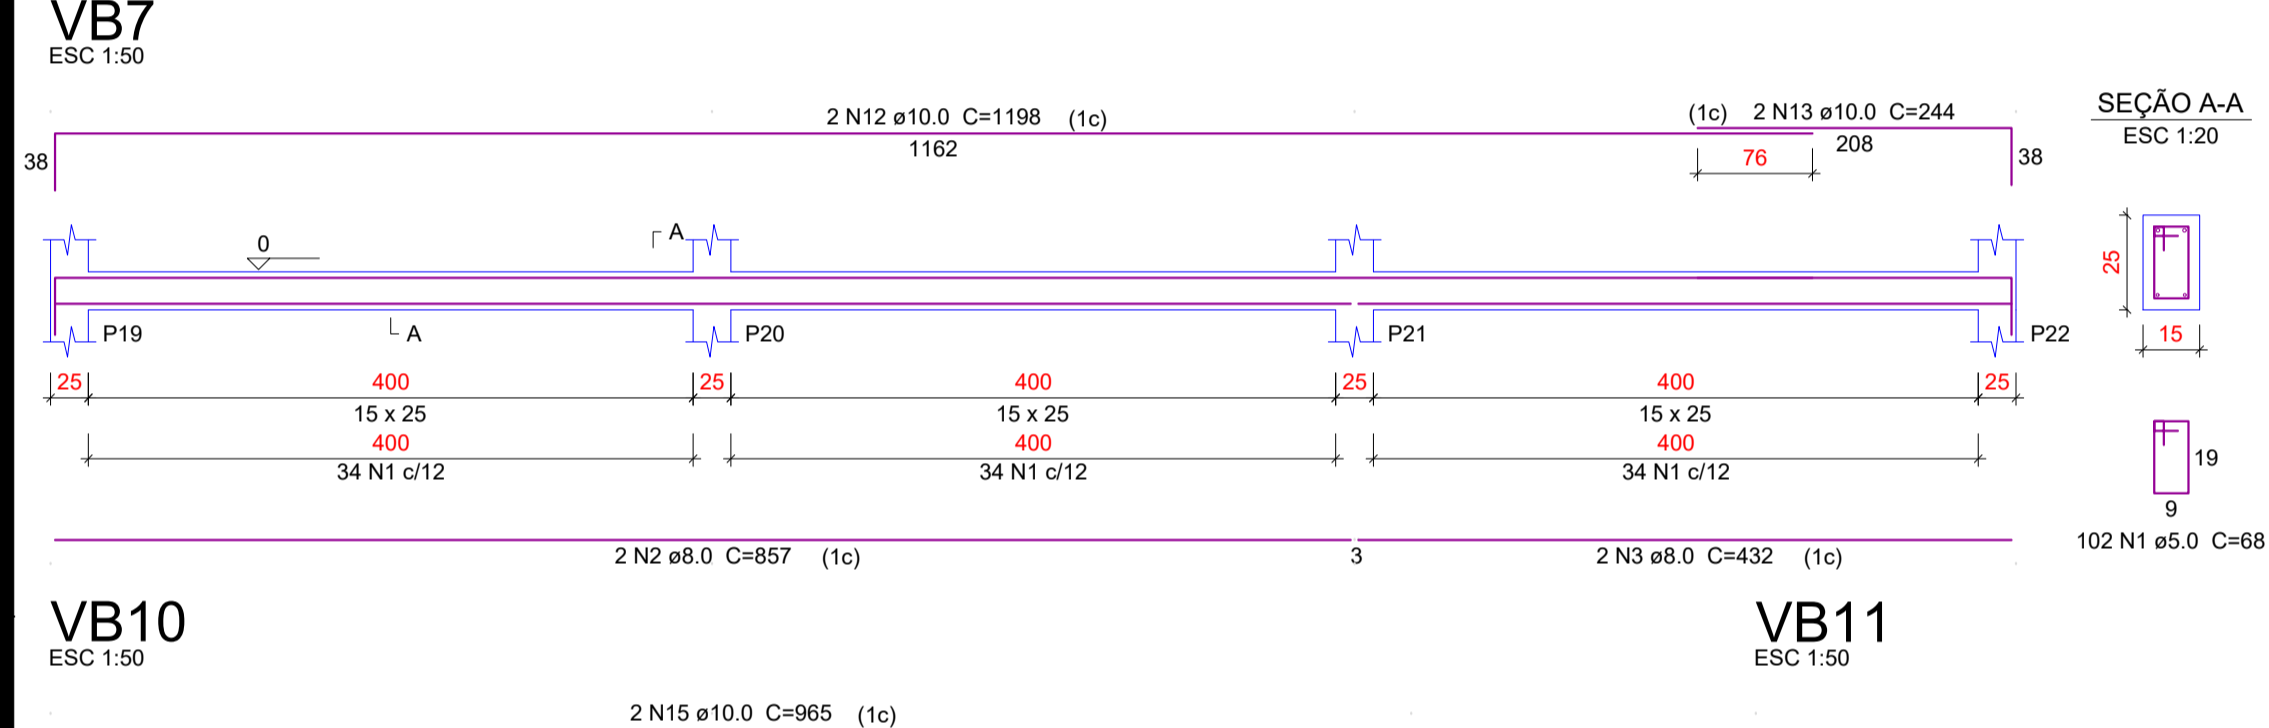 VB7
ESC 1:50
2 N12 ø10.0 C=1198 (1c)
(1c) 2 N13 ø10.0 C=244
SEÇÃO A-A
ESC 1:20
1162
208
38
76
38
0
A
25
P19
A
P20
P21
P22
15
25
400
25
400
25
400
25
15 x 25
15 x 25
15 x 25
400
400
400
34 N1 c/12
34 N1 c/12
34 N1 c/12
19
9
102 N1 ø5.0 C=68
2 N2 ø8.0 C=857 (1c)
3
2 N3 ø8.0 C=432 (1c)
VB10
ESC 1:50
VB11
ESC 1:50
2 N15 ø10.0 C=965 (1c)